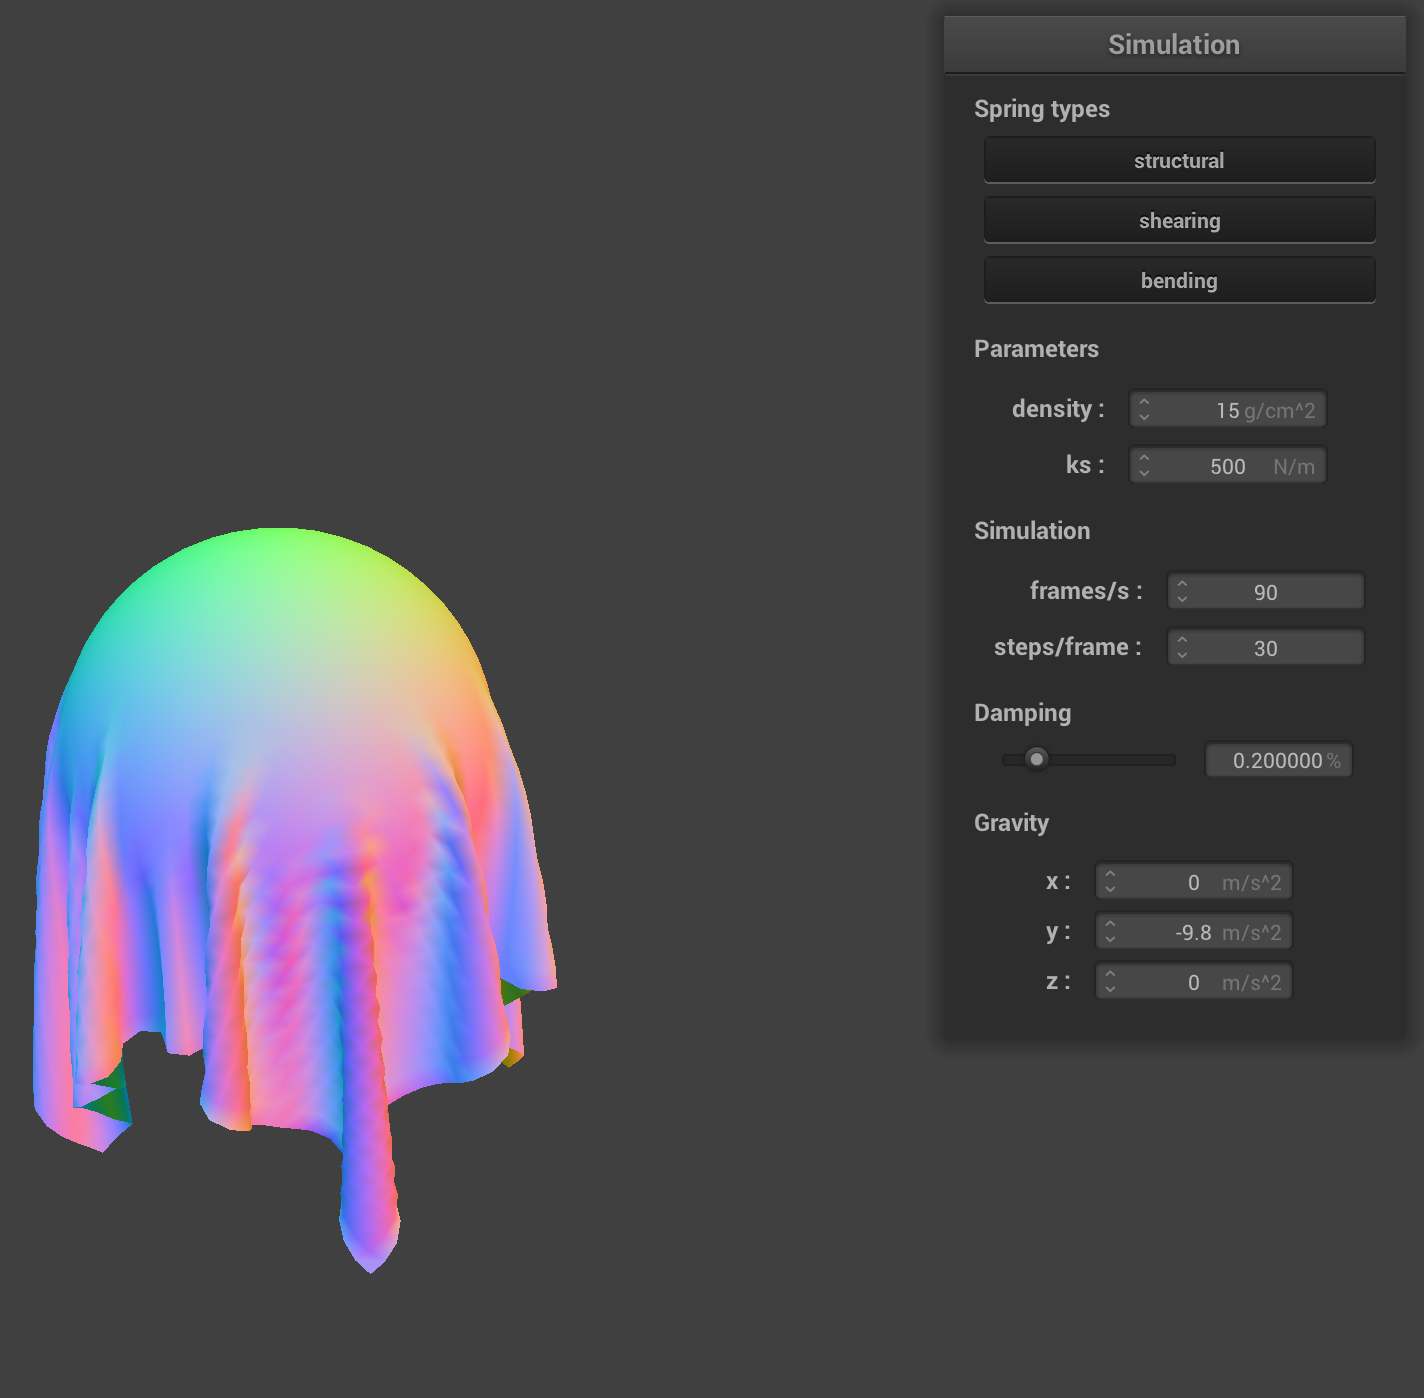 Simulation
Spring types
structural
shearing
bending
Parameters
density : 15 g/cm^2
ks : 500 N/m
Simulation
frames/s : 90
steps/frame : 30
Damping
0.200000 %
Gravity
x : 0 m/s^2
y : -9.8 m/s^2
z : 0 m/s^2